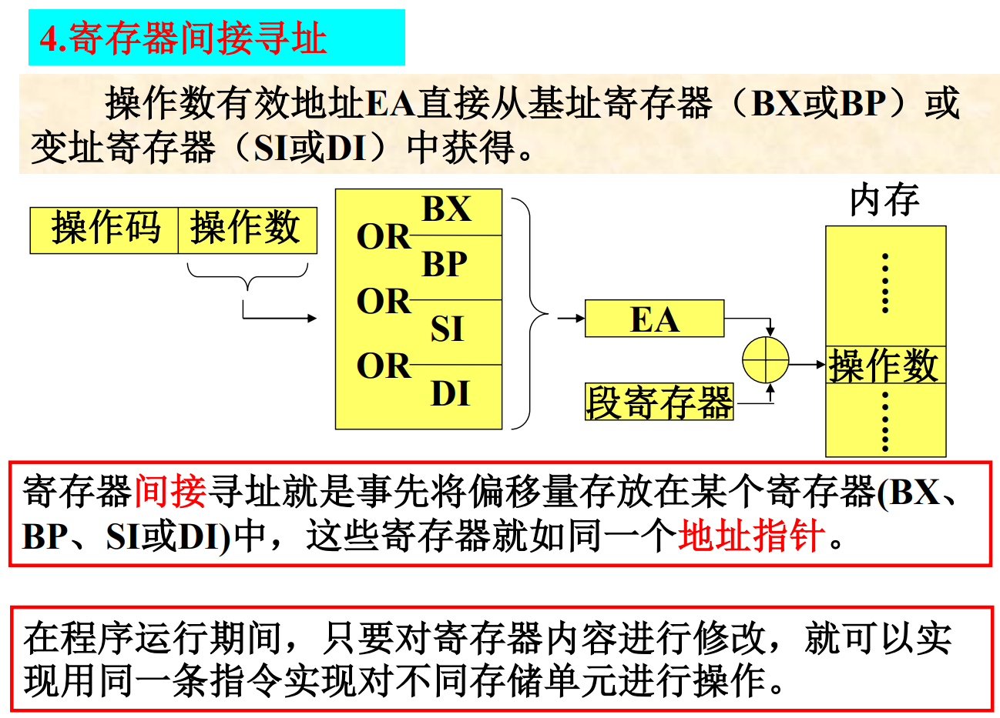 4.寄存器间接寻址
操作数有效地址EA直接从基址寄存器（BX或BP）或
变址寄存器（SI或DI）中获得。
内存
操作码 操作数
BX
OR
BP
OR
SI
OR
DI
EA
段寄存器
……
操作数
……
寄存器间接寻址就是事先将偏移量存放在某个寄存器(BX、
BP、SI或DI)中，这些寄存器就如同一个地址指针。
在程序运行期间，只要对寄存器内容进行修改，就可以实
现用同一条指令实现对不同存储单元进行操作。